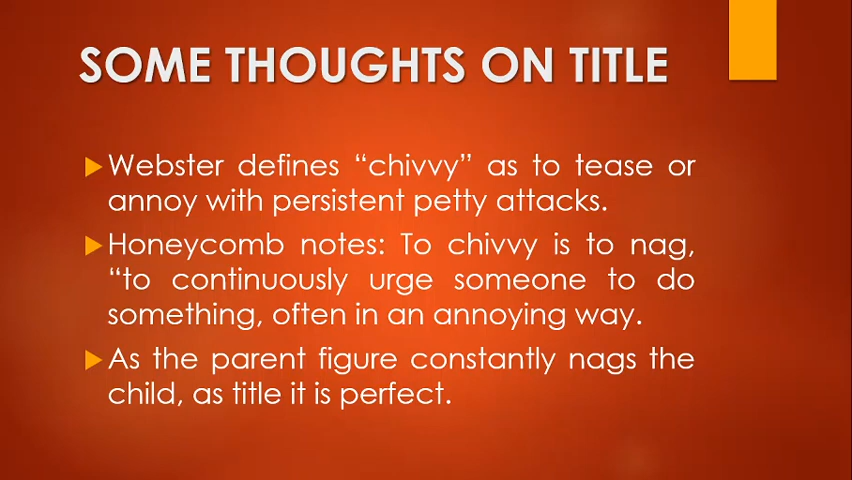 SOME THOUGHTS ON TITLE
Webster defines “chivvy” as to tease or
annoy with persistent petty attacks.
Honeycomb notes: To chivvy is to nag,
“to continuously urge someone to do
something, often in an annoying way.
As the parent figure constantly nags the
child, as title it is perfect.